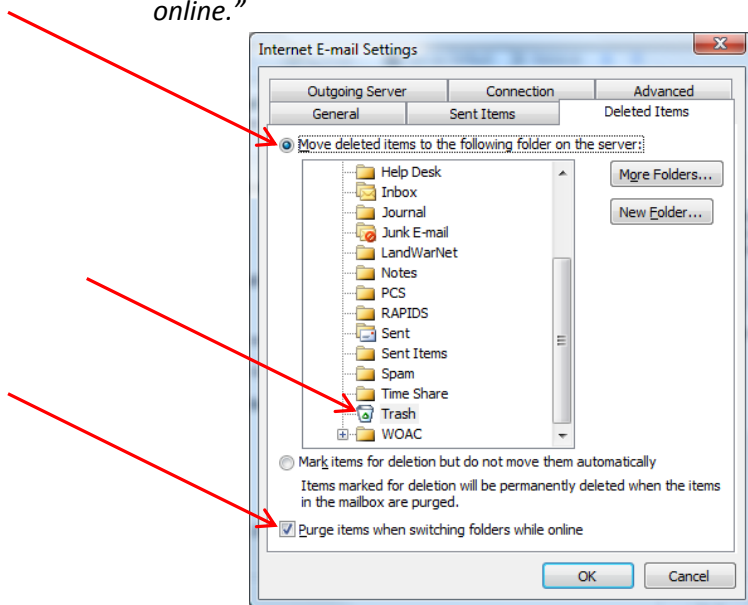 online.”
Internet E-mail Settings
Outgoing Server Connection Advanced
General Sent Items Deleted Items
Move deleted items to the following folder on the server:
Help Desk
Inbox
Journal
Junk E-mail
LandWarNet
Notes
PCS
RAPIDS
Sent
Sent Items
Spam
Time Share
Trash
WOAC
More Folders...
New Folder...
Mark items for deletion but do not move them automatically
Items marked for deletion will be permanently deleted when the items
in the mailbox are purged.
Purge items when switching folders while online
OK Cancel